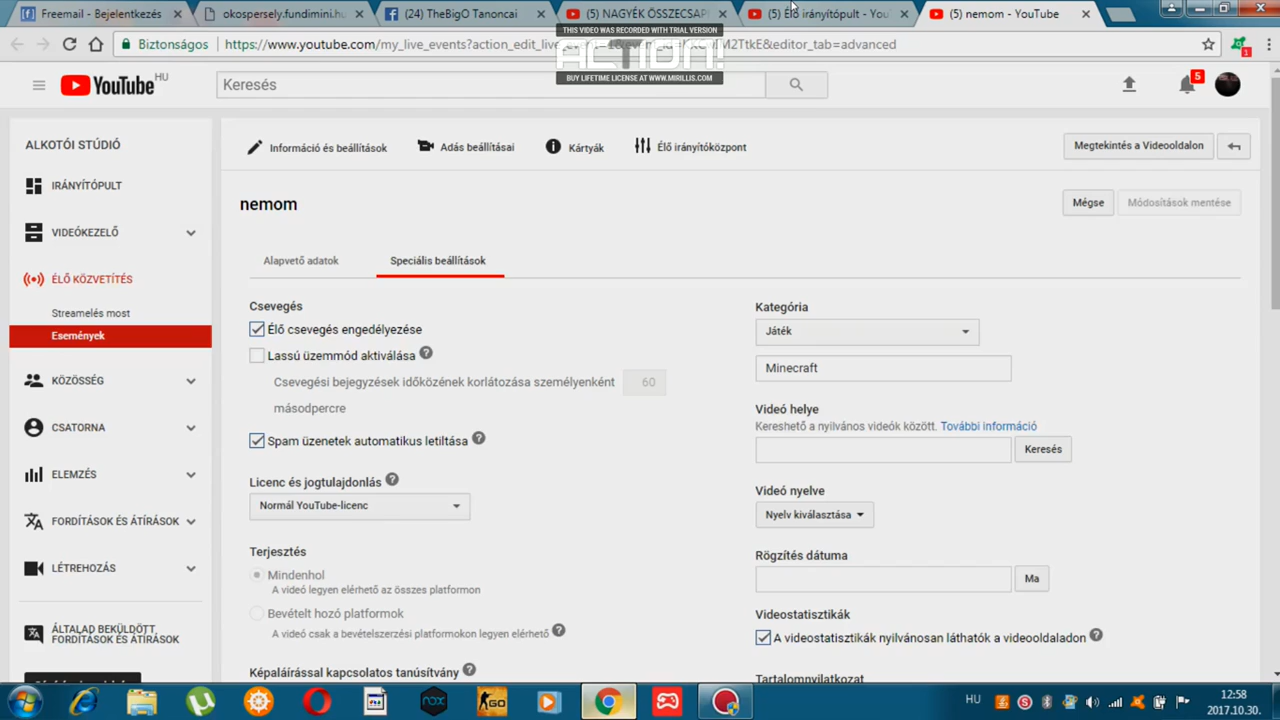 Freemail - Bejelentkezés
okospersely.fundimini.hu
(24) TheBigO Tanoncai
(5) NAGYÉK ÖSSZECSAP
(5) Élő irányítópult - You
(5) nemom - YouTube
THIS VIDEO WAS RECORDED WITH TRIAL VERSION
ACTION!
BUY LIFETIME LICENSE AT WWW.MIRILLIS.COM
Biztonságos
https://www.youtube.com/my_live_events?action_edit_live_event=1&event_id=
M2TtkE&editor_tab=advanced
YouTube HU
Keresés
5
ALKOTÓI STÚDIÓ
IRÁNYÍTÓPULT
VIDEÓKEZELŐ
ÉLŐ KÖZVETÍTÉS
Streamelés most
Események
KÖZÖSSÉG
CSATORNA
ELEMZÉS
FORDÍTÁSOK ÉS ÁTÍRÁSOK
LÉTREHOZÁS
ÁLTALAD BEKÜLDÖTT
FORDÍTÁSOK ÉS ÁTÍRÁSOK
Információ és beállítások
Adás beállításai
Kártyák
Élő irányítóközpont
Megtekintés a Videooldalon
nemom
Mégse
Módosítások mentése
Alapvető adatok
Speciális beállítások
Csevegés
Élő csevegés engedélyezése
Lassú üzemmód aktiválása
Csevegési bejegyzések időközének korlátozása személyenként 60
másodpercre
Spam üzenetek automatikus letiltása
Licenc és jogtulajdonlás
Normál YouTube-licenc
Terjesztés
Mindenhol
A videó legyen elérhető az összes platformon
Bevételt hozó platformok
A videó csak a bevételszerzési platformokon legyen elérhető
Képaláírással kapcsolatos tanúsítvány
Kategória
Játék
Minecraft
Videó helye
Kereshető a nyilvános videók között. További információ
Keresés
Videó nyelve
Nyelv kiválasztása
Rögzítés dátuma
Ma
Videostatisztikák
A videostatisztikák nyilvánosan láthatók a videooldaladon
Tartalomnyilatkozat
nox
GO
HU
12:58
2017.10.30.